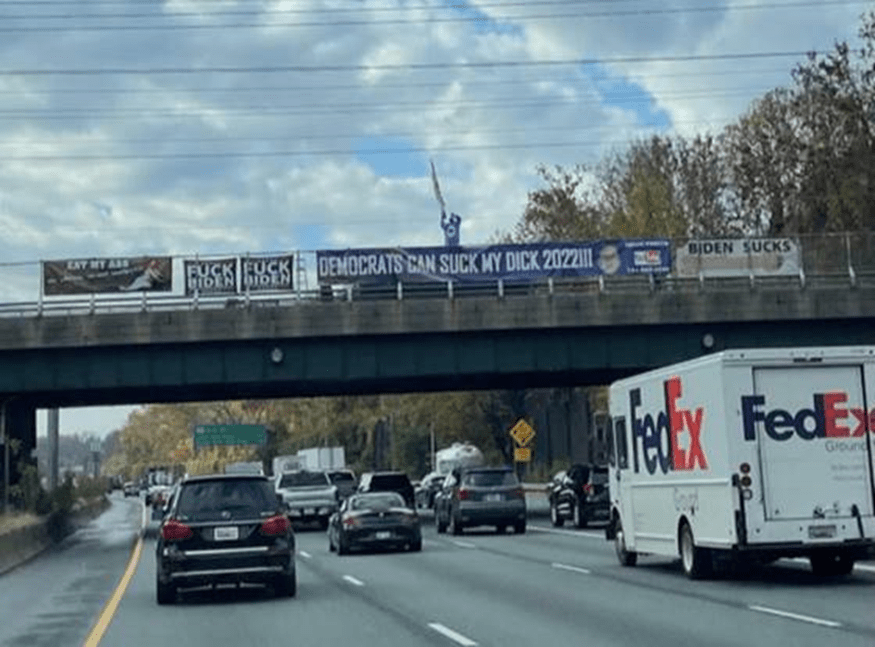 EAT MY ASS
FUCK
BIDEN
FUCK
BIDEN
DEMOCRATS CAN SUCK MY DICK 2022!!!
BIDEN SUCKS
FedEx
FedEx
Ground